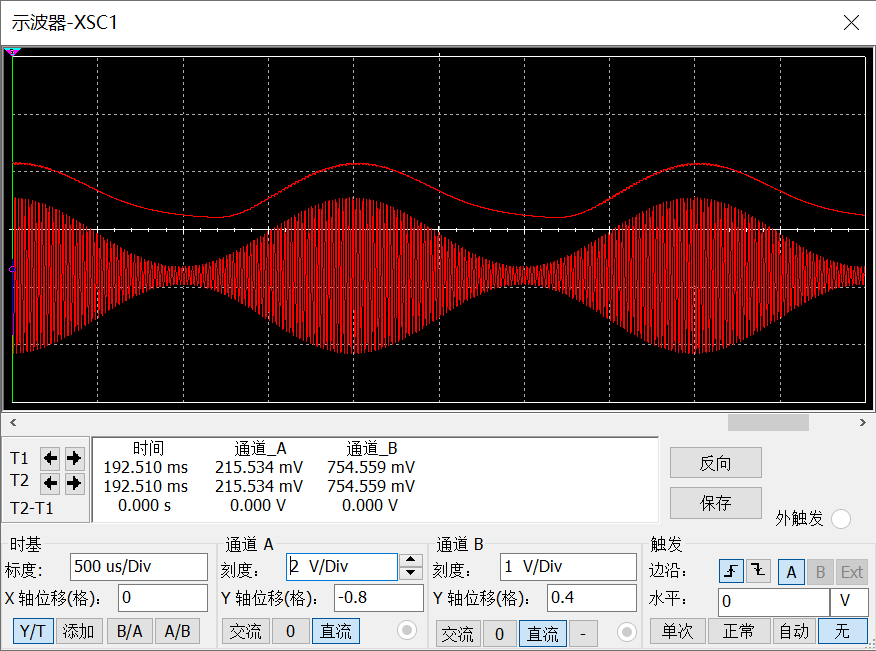 示波器-XSC1
T1
T2
T2-T1
时间 通道_A 通道_B
192.510 ms 215.534 mV 754.559 mV
192.510 ms 215.534 mV 754.559 mV
0.000 s 0.000 V 0.000 V
反向
保存
外触发
时基
标度: 500 us/Div
X 轴位移(格): 0
Y/T 添加 B/A A/B
通道 A
刻度: 2 V/Div
Y 轴位移(格): -0.8
交流 0 直流
通道 B
刻度: 1 V/Div
Y 轴位移(格): 0.4
交流 0 直流 -
触发
边沿: A B Ext
水平: 0 V
单次 正常 自动 无